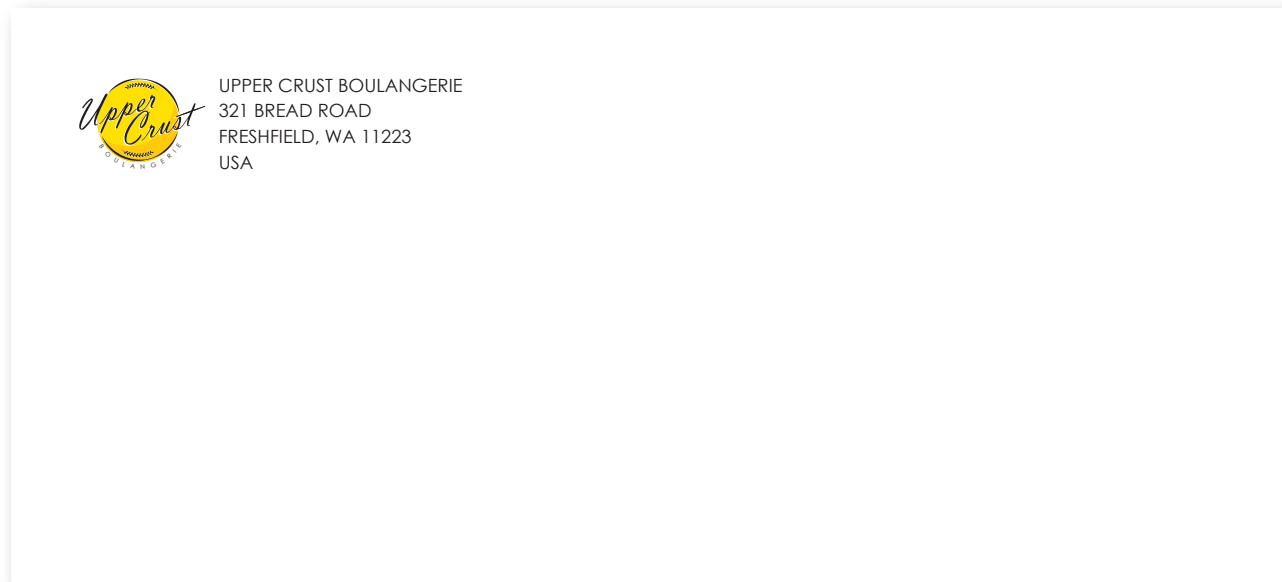 Upper
Crust
BOULANGERIE
UPPER CRUST BOULANGERIE
321 BREAD ROAD
FRESHFIELD, WA 11223
USA